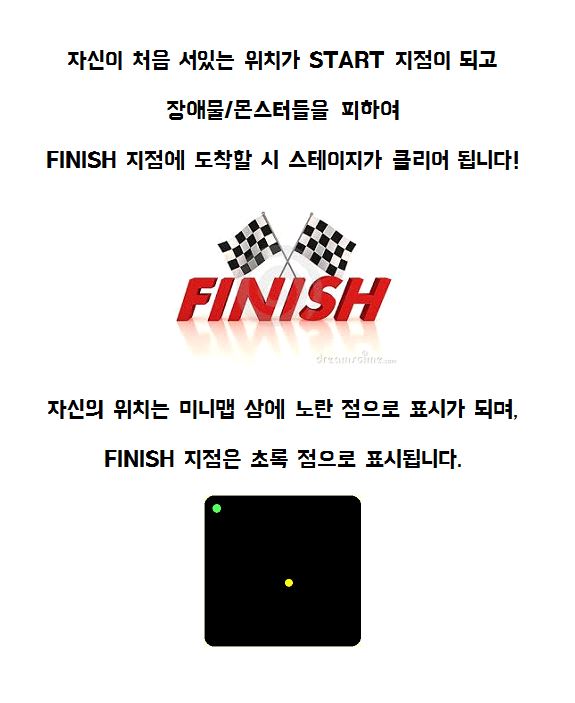 자신이 처음 서있는 위치가 START 지점이 되고
장애물/몬스터들을 피하여
FINISH 지점에 도착할 시 스테이지가 클리어 됩니다!
FINISH
dreamstime.com
자신의 위치는 미니맵 상에 노란 점으로 표시가 되며,
FINISH 지점은 초록 점으로 표시됩니다.